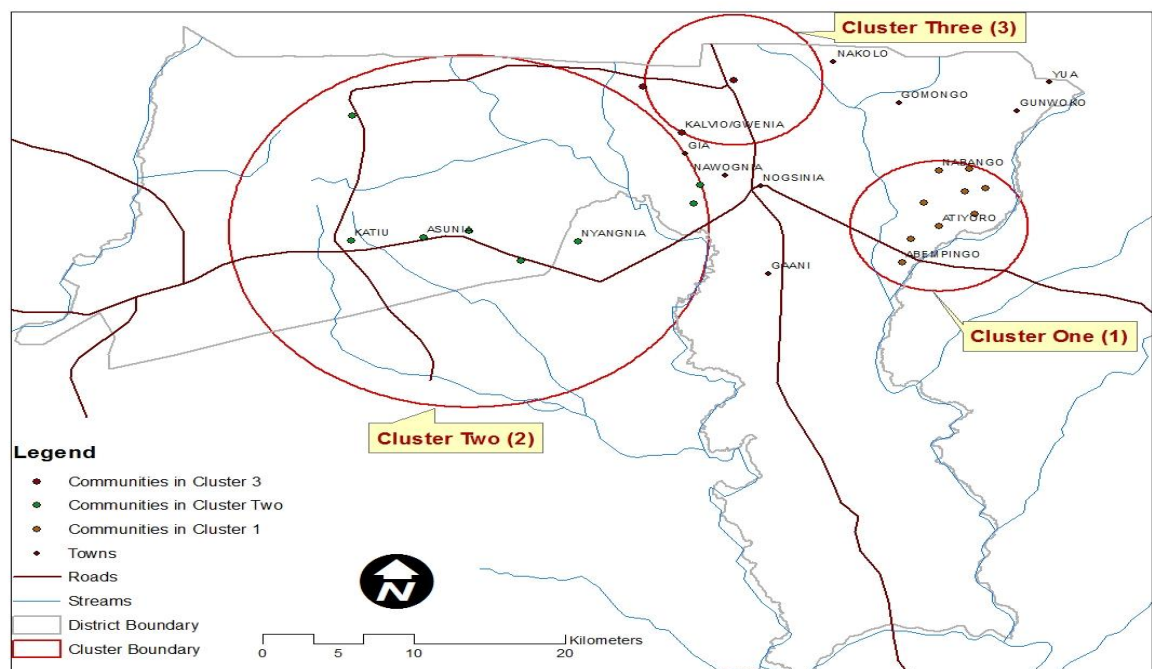 Cluster Three (3)
NAKOLO
YUA
GOMONGO
GUNWOKO
KALVIO/GWENIA
GIA
NABANGO
NAWOGNIA
NOGSINIA
ATIYORO
KATIU
ASUNIA
NYANGNIA
ABEMPINGO
GAANI
Cluster One (1)
Cluster Two (2)
Legend
Communities in Cluster 3
Communities in Cluster Two
Communities in Cluster 1
Towns
Roads
Streams
District Boundary
Cluster Boundary
N
Kilometers
0 5 10 20